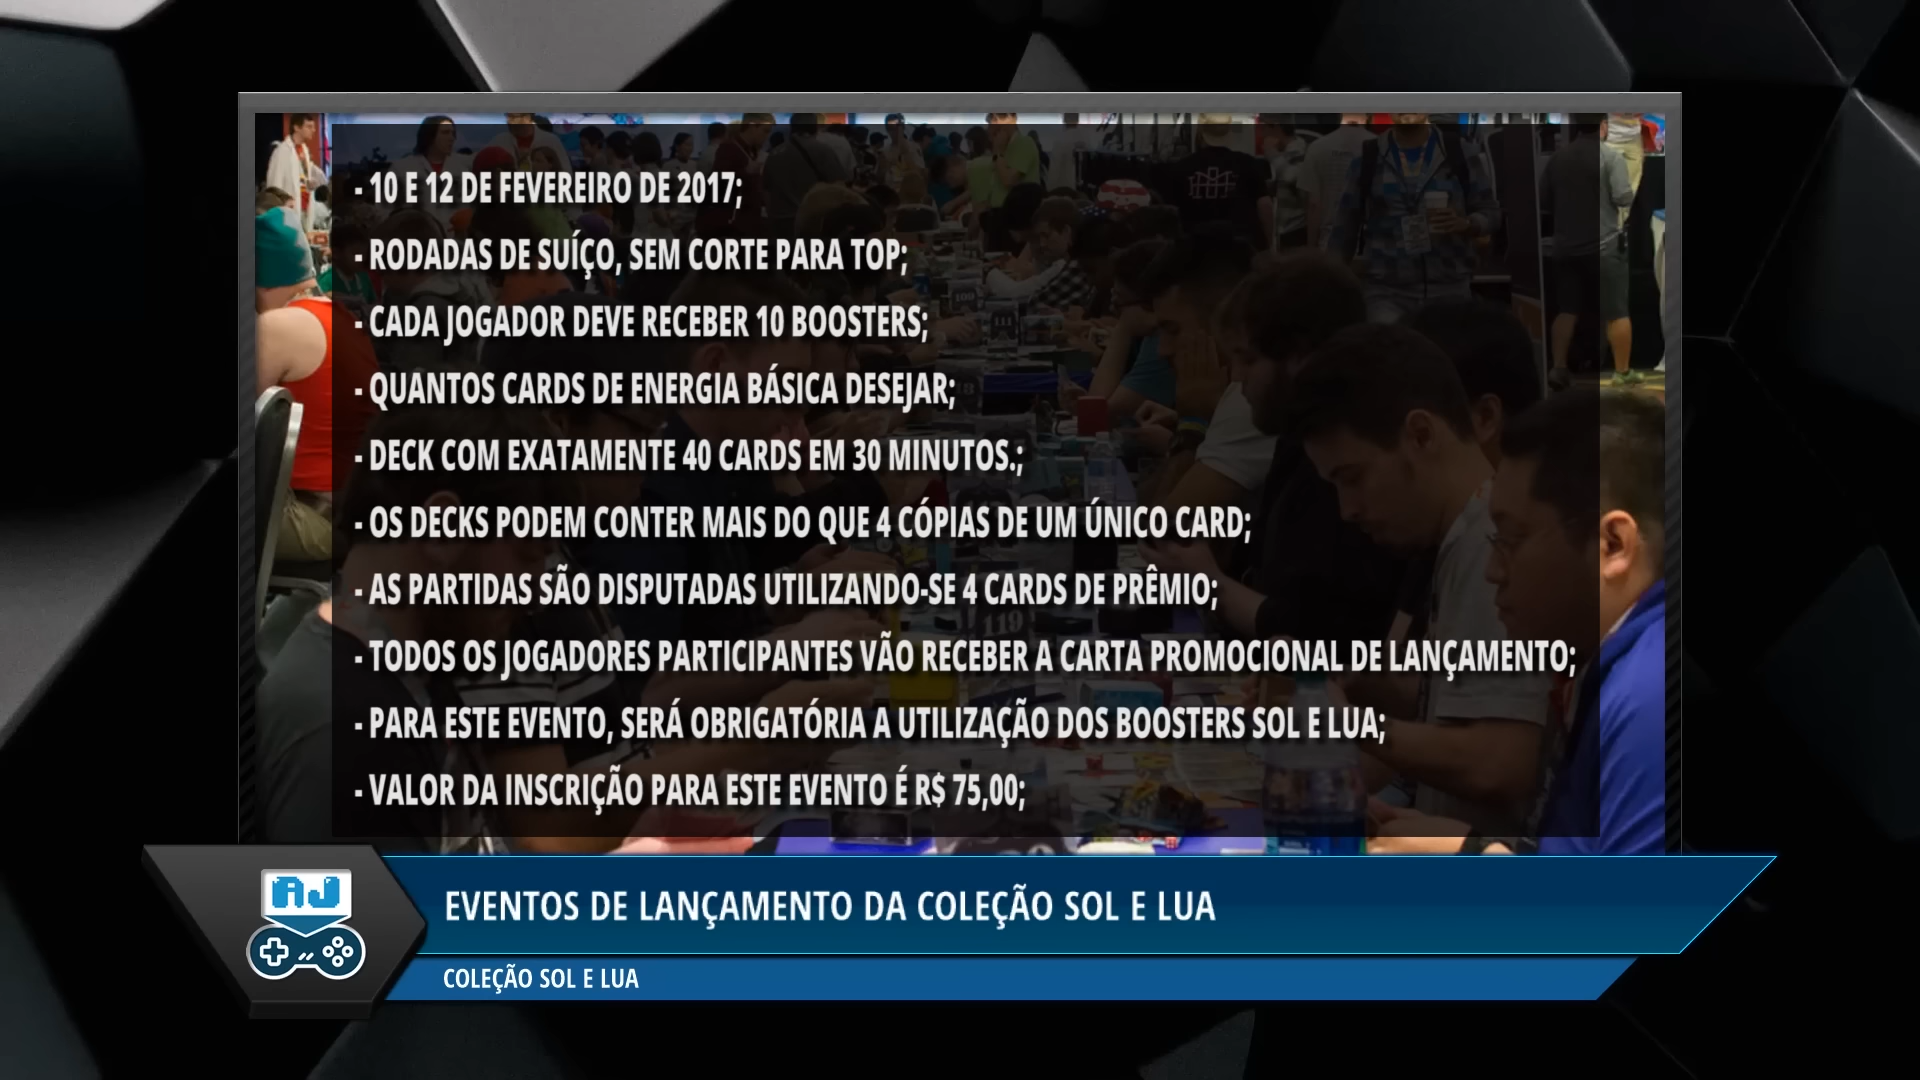 - 10 E 12 DE FEVEREIRO DE 2017;
- RODADAS DE SUÍÇO, SEM CORTE PARA TOP;
- CADA JOGADOR DEVE RECEBER 10 BOOSTERS;
- QUANTOS CARDS DE ENERGIA BÁSICA DESEJAR;
- DECK COM EXATAMENTE 40 CARDS EM 30 MINUTOS.;
- OS DECKS PODEM CONTER MAIS DO QUE 4 CÓPIAS DE UM ÚNICO CARD;
- AS PARTIDAS SÃO DISPUTADAS UTILIZANDO-SE 4 CARDS DE PRÊMIO;
- TODOS OS JOGADORES PARTICIPANTES VÃO RECEBER A CARTA PROMOCIONAL DE LANÇAMENTO;
- PARA ESTE EVENTO, SERÁ OBRIGATÓRIA A UTILIZAÇÃO DOS BOOSTERS SOL E LUA;
- VALOR DA INSCRIÇÃO PARA ESTE EVENTO É R$ 75,00;
AJ
EVENTOS DE LANÇAMENTO DA COLEÇÃO SOL E LUA
COLEÇÃO SOL E LUA
119